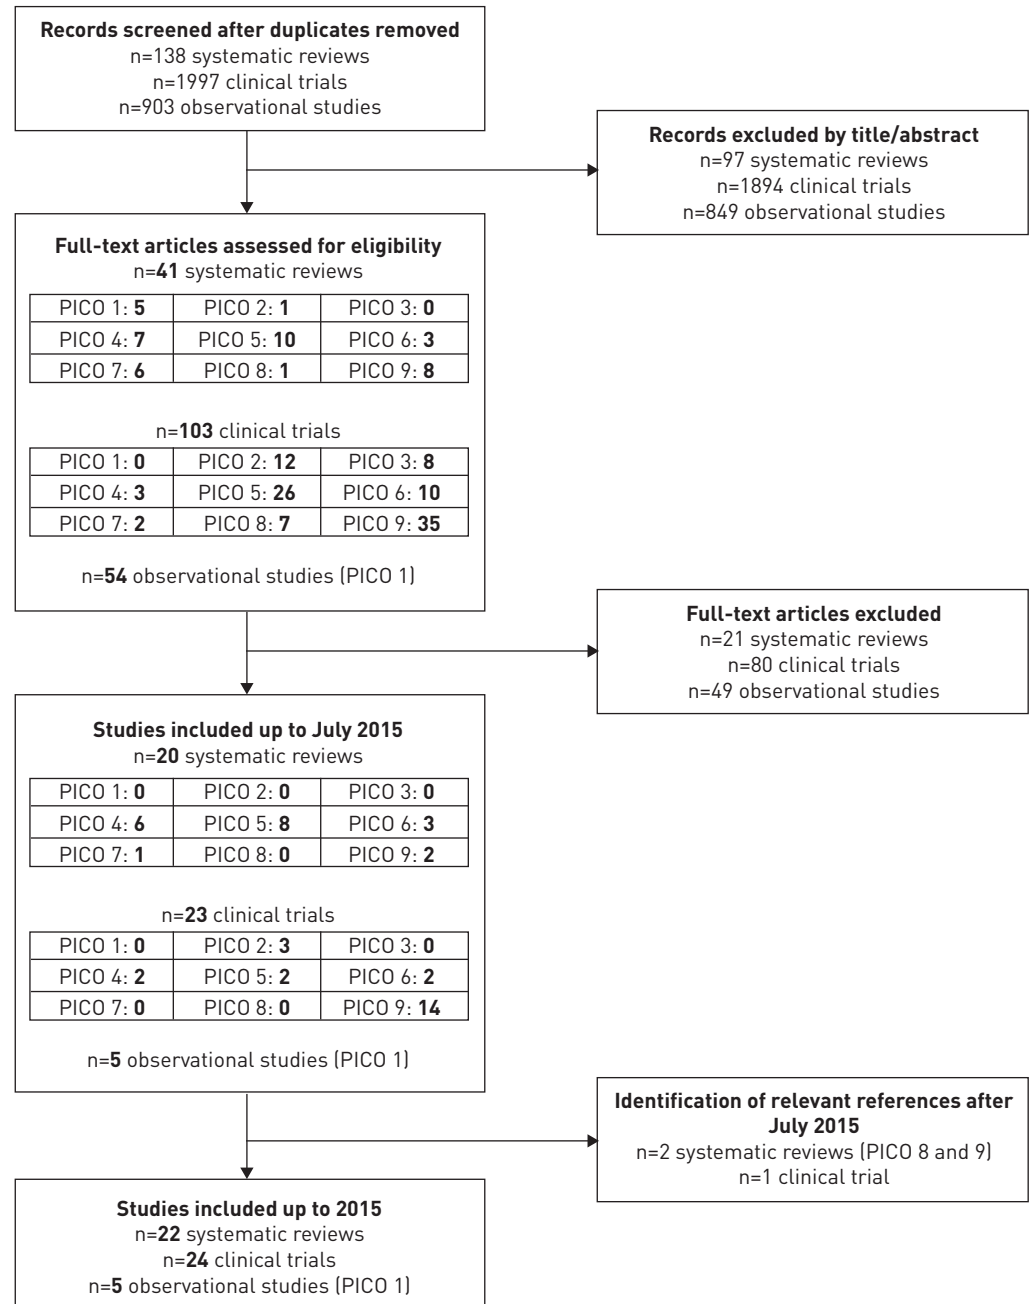 Records screened after duplicates removed
n=138 systematic reviews
n=1997 clinical trials
n=903 observational studies
Records excluded by title/abstract
n=97 systematic reviews
n=1894 clinical trials
n=849 observational studies
Full-text articles assessed for eligibility
n=41 systematic reviews
PICO 1: 5 PICO 2: 1 PICO 3: 0
PICO 4: 7 PICO 5: 10 PICO 6: 3
PICO 7: 6 PICO 8: 1 PICO 9: 8
n=103 clinical trials
PICO 1: 0 PICO 2: 12 PICO 3: 8
PICO 4: 3 PICO 5: 26 PICO 6: 10
PICO 7: 2 PICO 8: 7 PICO 9: 35
n=54 observational studies (PICO 1)
Full-text articles excluded
n=21 systematic reviews
n=80 clinical trials
n=49 observational studies
Studies included up to July 2015
n=20 systematic reviews
PICO 1: 0 PICO 2: 0 PICO 3: 0
PICO 4: 6 PICO 5: 8 PICO 6: 3
PICO 7: 1 PICO 8: 0 PICO 9: 2
n=23 clinical trials
PICO 1: 0 PICO 2: 3 PICO 3: 0
PICO 4: 2 PICO 5: 2 PICO 6: 2
PICO 7: 0 PICO 8: 0 PICO 9: 14
n=5 observational studies (PICO 1)
Identification of relevant references after
July 2015
n=2 systematic reviews (PICO 8 and 9)
n=1 clinical trial
Studies included up to 2015
n=22 systematic reviews
n=24 clinical trials
n=5 observational studies (PICO 1)